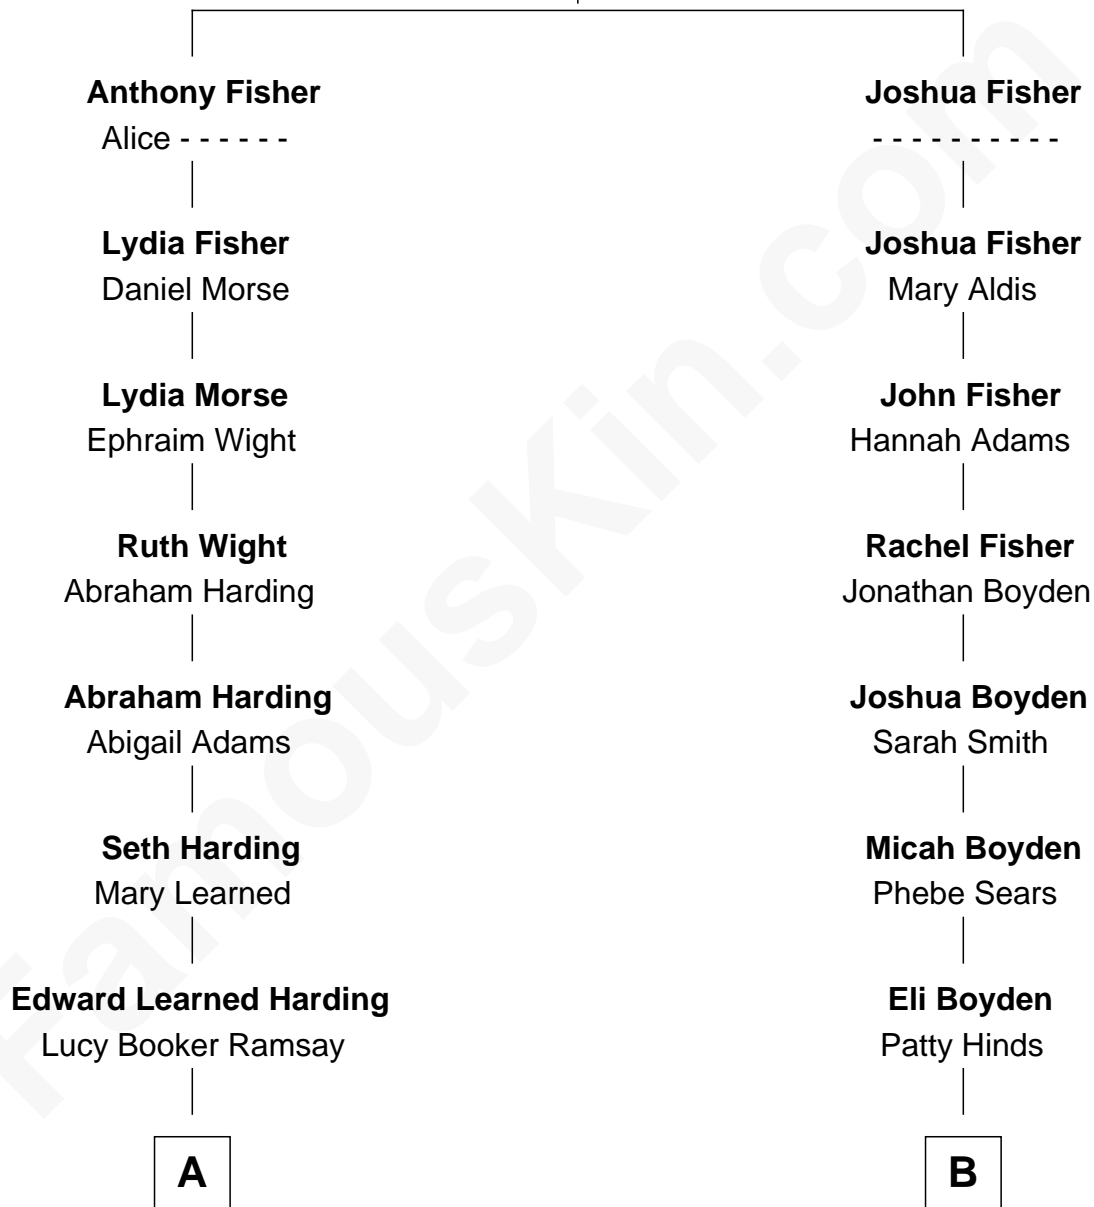 Anthony Fisher
Alice - - - - - -
Lydia Fisher
Daniel Morse
Lydia Morse
Ephraim Wight
Ruth Wight
Abraham Harding
Abraham Harding
Abigail Adams
Seth Harding
Mary Learned
Edward Learned Harding
Lucy Booker Ramsay
A
Joshua Fisher
- - - - - - - - - -
Joshua Fisher
Mary Aldis
John Fisher
Hannah Adams
Rachel Fisher
Jonathan Boyden
Joshua Boyden
Sarah Smith
Micah Boyden
Phebe Sears
Eli Boyden
Patty Hinds
B
FamousKin.com